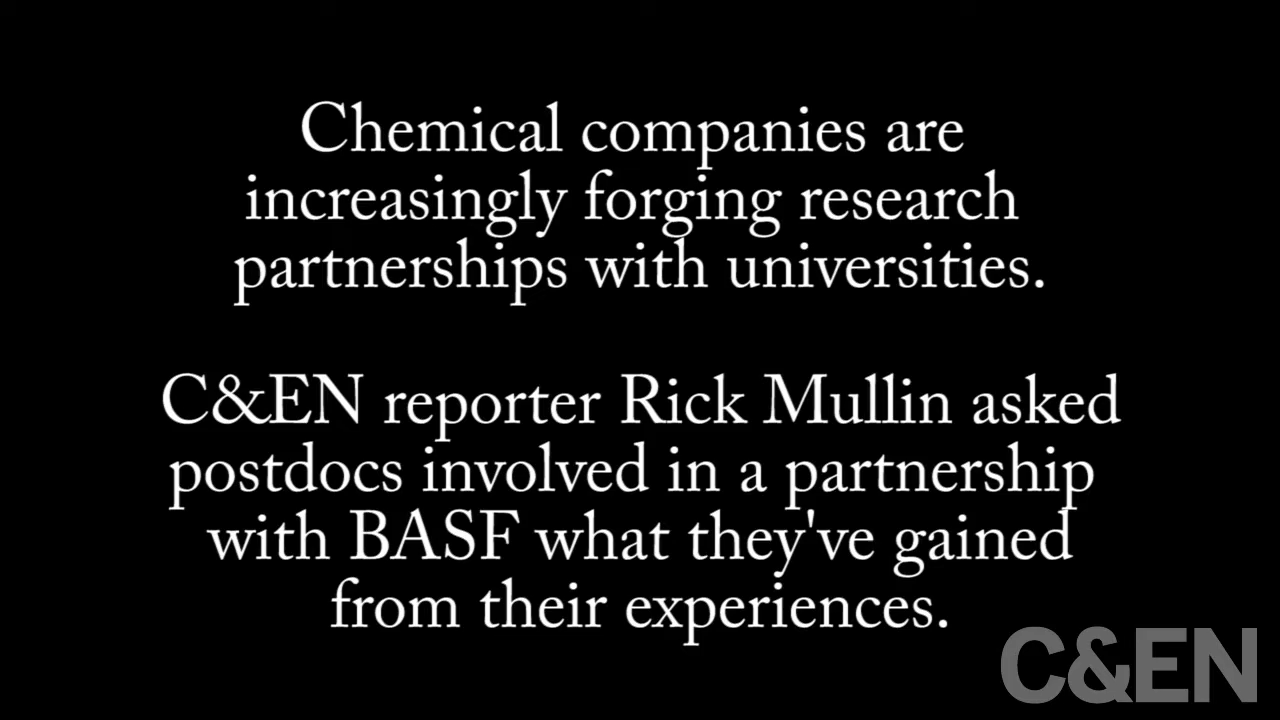 Chemical companies are
increasingly forging research
partnerships with universities.
C&EN reporter Rick Mullin asked
postdocs involved in a partnership
with BASF what they've gained
from their experiences.
C&EN